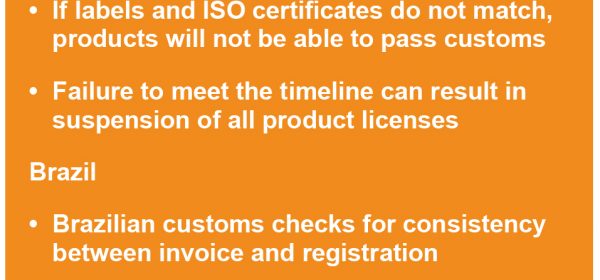 • If labels and ISO certificates do not match,
products will not be able to pass customs
• Failure to meet the timeline can result in
suspension of all product licenses
Brazil
• Brazilian customs checks for consistency
between invoice and registration